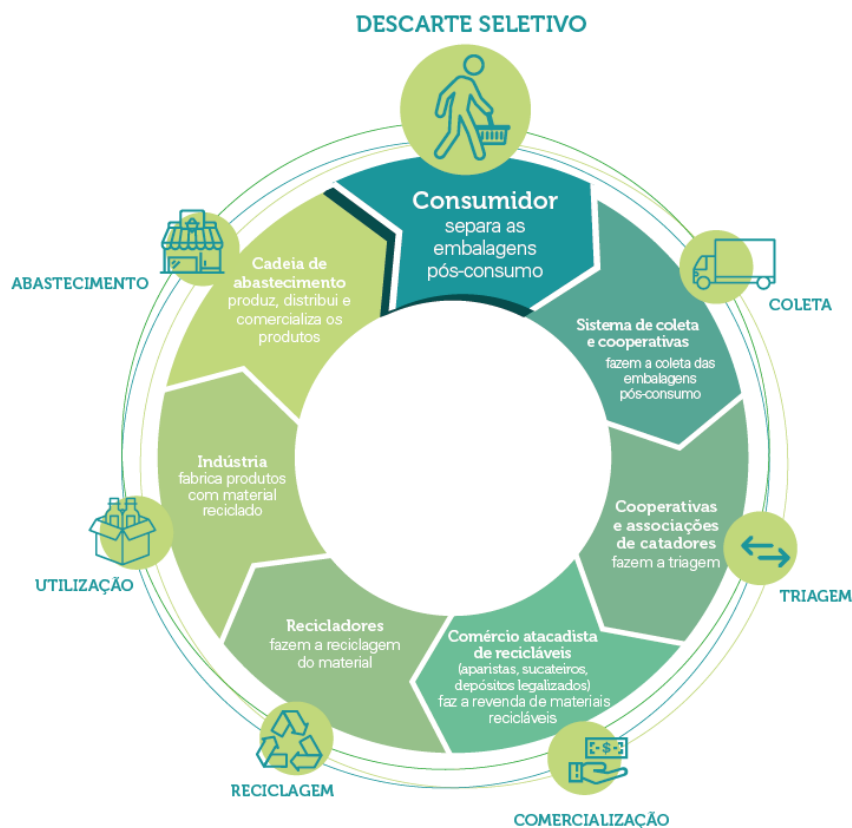 DESCARTE SELETIVO
Consumidor
separa as
embalagens
pós-consumo
COLETA
Sistema de coleta
e cooperativas
fazem a coleta das
embalagens
pós-consumo
TRIAGEM
Cooperativas
e associações
de catadores
fazem a triagem
COMERCIALIZAÇÃO
Comércio atacadista
de recicláveis
(aparistas, sucateiros,
depósitos legalizados)
faz a revenda de materiais
recicláveis
$
RECICLAGEM
Recicladores
fazem a reciclagem
do material
UTILIZAÇÃO
Indústria
fabrica produtos
com material
reciclado
ABASTECIMENTO
Cadeia de
abastecimento
produz, distribui e
comercializa os
produtos